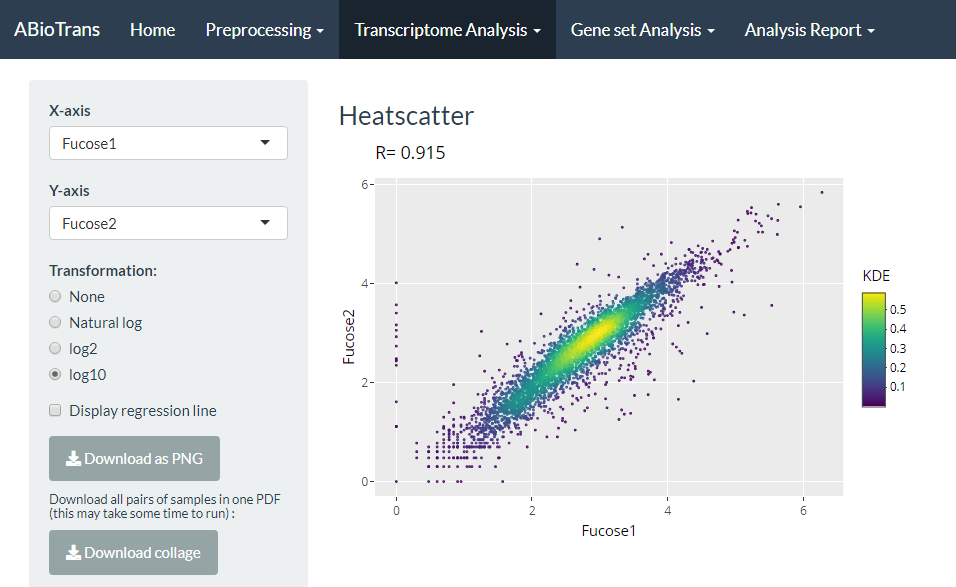 ABioTrans Home Preprocessing Transcriptome Analysis Gene set Analysis Analysis Report
X-axis
Fucose1
Y-axis
Fucose2
Transformation:
None
Natural log
log2
log10
Display regression line
Download as PNG
Download all pairs of samples in one PDF
(this may take some time to run) :
Download collage
Heatscatter
R= 0.915
6
4
2
0
Fucose2
0 2 4 6
Fucose1
KDE
0.5
0.4
0.3
0.2
0.1